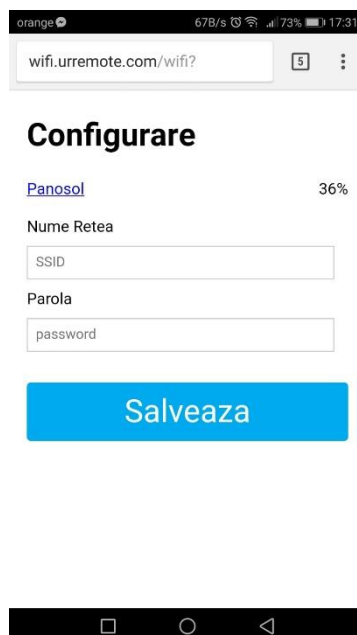 orange 67B/s 73% 17:31
wifi.urremote.com/wifi? 5
Configurare
Panosol 36%
Nume Retea
SSID
Parola
password
Salveaza